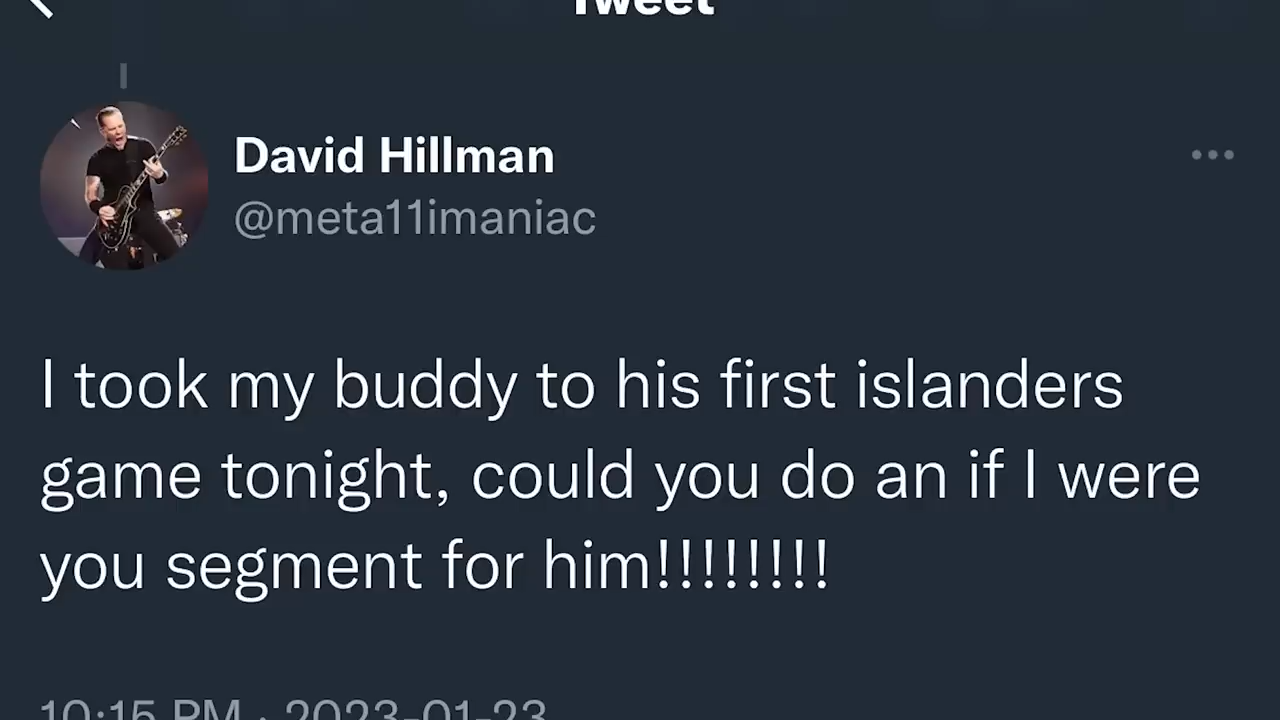 Tweet
David Hillman
@meta11imaniac
I took my buddy to his first islanders
game tonight, could you do an if I were
you segment for him!!!!!!!!
10:15 PM · 2023-01-23